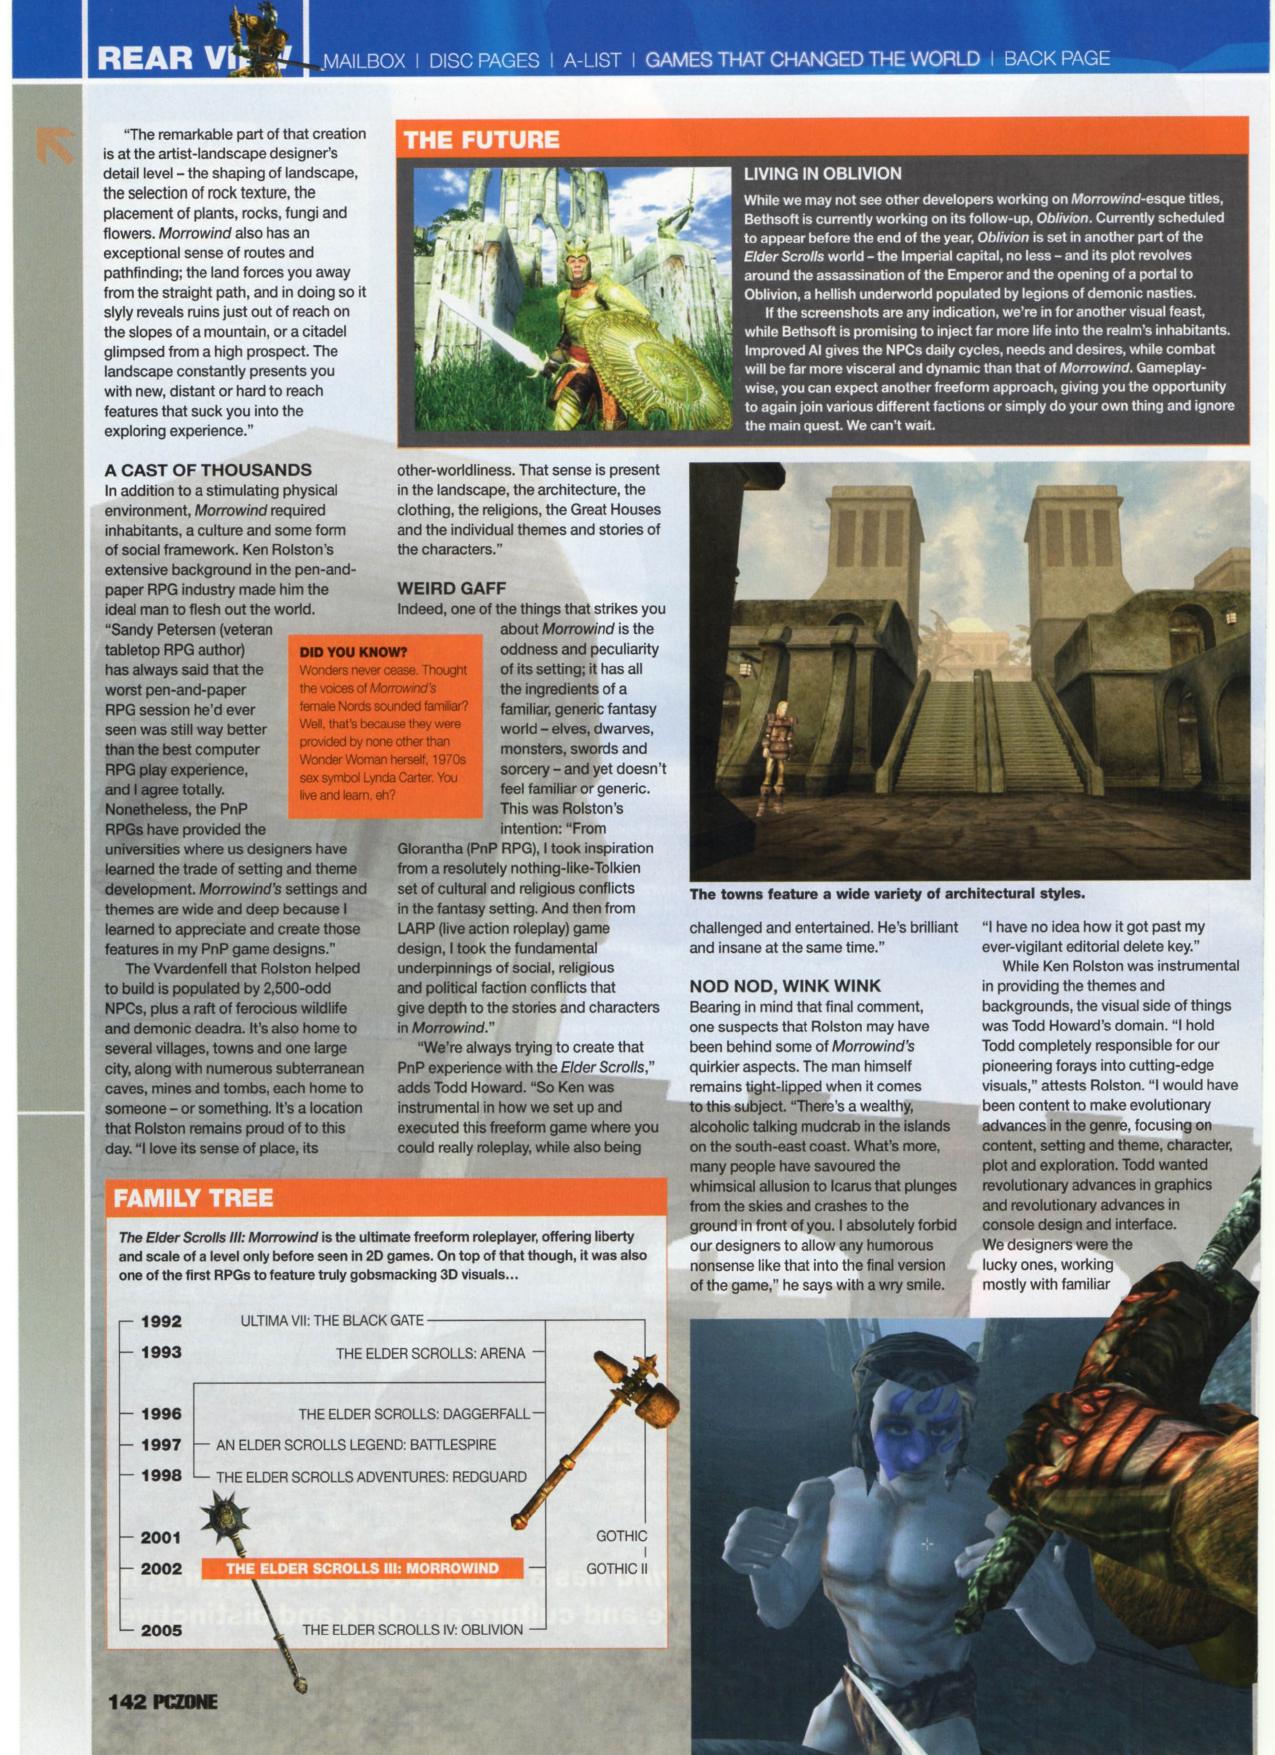 REAR VIEW
MAILBOX | DISC PAGES | A-LIST | GAMES THAT CHANGED THE WORLD | BACK PAGE
“The remarkable part of that creation
is at the artist-landscape designer’s
detail level – the shaping of landscape,
the selection of rock texture, the
placement of plants, rocks, fungi and
flowers. Morrowind also has an
exceptional sense of routes and
pathfinding; the land forces you away
from the straight path, and in doing so it
slyly reveals ruins just out of reach on
the slopes of a mountain, or a citadel
glimpsed from a high prospect. The
landscape constantly presents you
with new, distant or hard to reach
features that suck you into the
exploring experience.”
THE FUTURE
LIVING IN OBLIVION
While we may not see other developers working on Morrowind-esque titles,
Bethsoft is currently working on its follow-up, Oblivion. Currently scheduled
to appear before the end of the year, Oblivion is set in another part of the
Elder Scrolls world – the Imperial capital, no less – and its plot revolves
around the assassination of the Emperor and the opening of a portal to
Oblivion, a hellish underworld populated by legions of demonic nasties.
If the screenshots are any indication, we’re in for another visual feast,
while Bethsoft is promising to inject far more life into the realm’s inhabitants.
Improved AI gives the NPCs daily cycles, needs and desires, while combat
will be far more visceral and dynamic than that of Morrowind. Gameplay-
wise, you can expect another freeform approach, giving you the opportunity
to again join various different factions or simply do your own thing and ignore
the main quest. We can’t wait.
A CAST OF THOUSANDS
In addition to a stimulating physical
environment, Morrowind required
inhabitants, a culture and some form
of social framework. Ken Rolston’s
extensive background in the pen-and-
paper RPG industry made him the
ideal man to flesh out the world.
“Sandy Petersen (veteran
tabletop RPG author)
has always said that the
worst pen-and-paper
RPG session he’d ever
seen was still way better
than the best computer
RPG play experience,
and I agree totally.
Nonetheless, the PnP
RPGs have provided the
universities where us designers have
learned the trade of setting and theme
development. Morrowind’s settings and
themes are wide and deep because I
learned to appreciate and create those
features in my PnP game designs.”
The Vvardenfell that Rolston helped
to build is populated by 2,500-odd
NPCs, plus a raft of ferocious wildlife
and demonic deadra. It’s also home to
several villages, towns and one large
city, along with numerous subterranean
caves, mines and tombs, each home to
someone – or something. It’s a location
that Rolston remains proud of to this
day. “I love its sense of place, its
other-worldliness. That sense is present
in the landscape, the architecture, the
clothing, the religions, the Great Houses
and the individual themes and stories of
the characters.”
WEIRD GAFF
Indeed, one of the things that strikes you
about Morrowind is the
oddness and peculiarity
of its setting; it has all
the ingredients of a
familiar, generic fantasy
world – elves, dwarves,
monsters, swords and
sorcery – and yet doesn’t
feel familiar or generic.
This was Rolston’s
intention: “From
Glorantha (PnP RPG), I took inspiration
from a resolutely nothing-like-Tolkien
set of cultural and religious conflicts
in the fantasy setting. And then from
LARP (live action roleplay) game
design, I took the fundamental
underpinnings of social, religious
and political faction conflicts that
give depth to the stories and characters
in Morrowind.”
“We’re always trying to create that
PnP experience with the Elder Scrolls,”
adds Todd Howard. “So Ken was
instrumental in how we set up and
executed this freeform game where you
could really roleplay, while also being
DID YOU KNOW?
Wonders never cease. Thought
the voices of Morrowind’s
female Nords sounded familiar?
Well, that’s because they were
provided by none other than
Wonder Woman herself, 1970s
sex symbol Lynda Carter. You
live and learn, eh?
The towns feature a wide variety of architectural styles.
challenged and entertained. He’s brilliant
and insane at the same time.”
NOD NOD, WINK WINK
Bearing in mind that final comment,
one suspects that Rolston may have
been behind some of Morrowind’s
quirkier aspects. The man himself
remains tight-lipped when it comes
to this subject. “There’s a wealthy,
alcoholic talking mudcrab in the islands
on the south-east coast. What’s more,
many people have savoured the
whimsical allusion to Icarus that plunges
from the skies and crashes to the
ground in front of you. I absolutely forbid
our designers to allow any humorous
nonsense like that into the final version
of the game,” he says with a wry smile.
“I have no idea how it got past my
ever-vigilant editorial delete key.”
While Ken Rolston was instrumental
in providing the themes and
backgrounds, the visual side of things
was Todd Howard’s domain. “I hold
Todd completely responsible for our
pioneering forays into cutting-edge
visuals,” attests Rolston. “I would have
been content to make evolutionary
advances in the genre, focusing on
content, setting and theme, character,
plot and exploration. Todd wanted
revolutionary advances in graphics
and revolutionary advances in
console design and interface.
We designers were the
lucky ones, working
mostly with familiar
FAMILY TREE
The Elder Scrolls III: Morrowind is the ultimate freeform roleplayer, offering liberty
and scale of a level only before seen in 2D games. On top of that though, it was also
one of the first RPGs to feature truly gobsmacking 3D visuals...
1992 ULTIMA VII: THE BLACK GATE
1993 THE ELDER SCROLLS: ARENA
1996 THE ELDER SCROLLS: DAGGERFALL
1997 AN ELDER SCROLLS LEGEND: BATTLESPIRE
1998 THE ELDER SCROLLS ADVENTURES: REDGUARD
2001 GOTHIC
2002 THE ELDER SCROLLS III: MORROWIND GOTHIC II
2005 THE ELDER SCROLLS IV: OBLIVION
142 PCZONE